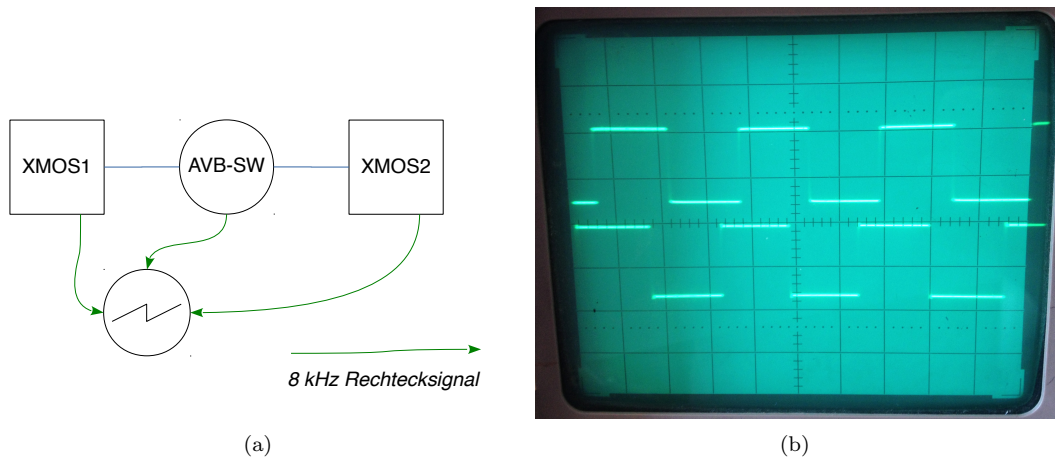 XMOS1
AVB-SW
XMOS2
8 kHz Rechtecksignal
(a)
(b)